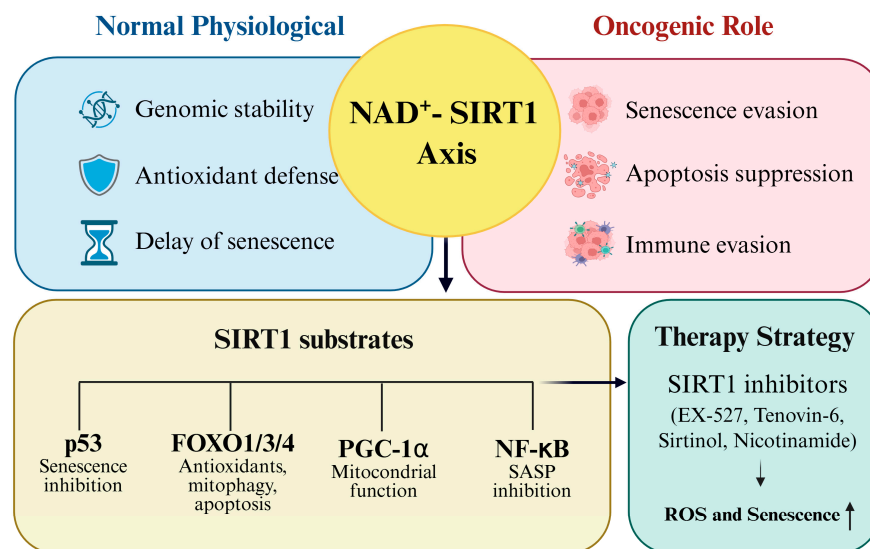 Normal Physiological
Oncogenic Role
NAD⁺- SIRT1
Axis
Genomic stability
Antioxidant defense
Delay of senescence
Senescence evasion
Apoptosis suppression
Immune evasion
SIRT1 substrates
p53
Senescence
inhibition
FOXO1/3/4
Antioxidants,
mitophagy,
apoptosis
PGC-1α
Mitocondrial
function
NF-κB
SASP
inhibition
Therapy Strategy
SIRT1 inhibitors
(EX-527, Tenovin-6,
Sirtinol, Nicotinamide)
ROS and Senescence